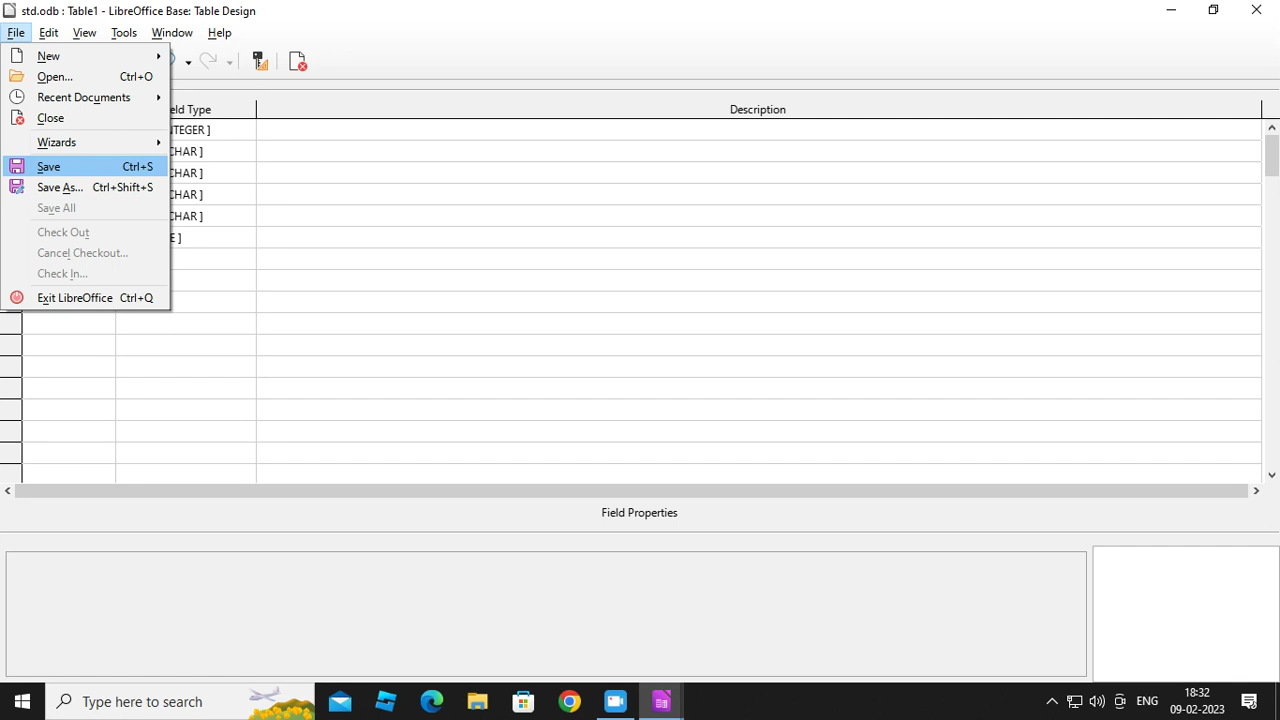 std.odb : Table1 - LibreOffice Base: Table Design
File Edit View Tools Window Help
New
Open... Ctrl+O
Recent Documents
Close
Wizards
Save Ctrl+S
Save As... Ctrl+Shift+S
Save All
Check Out
Cancel Checkout...
Check In...
Exit LibreOffice Ctrl+Q
eld Type Description
NTEGER ]
CHAR ]
CHAR ]
CHAR ]
CHAR ]
E ]
Field Properties
Type here to search
ENG
18:32
09-02-2023